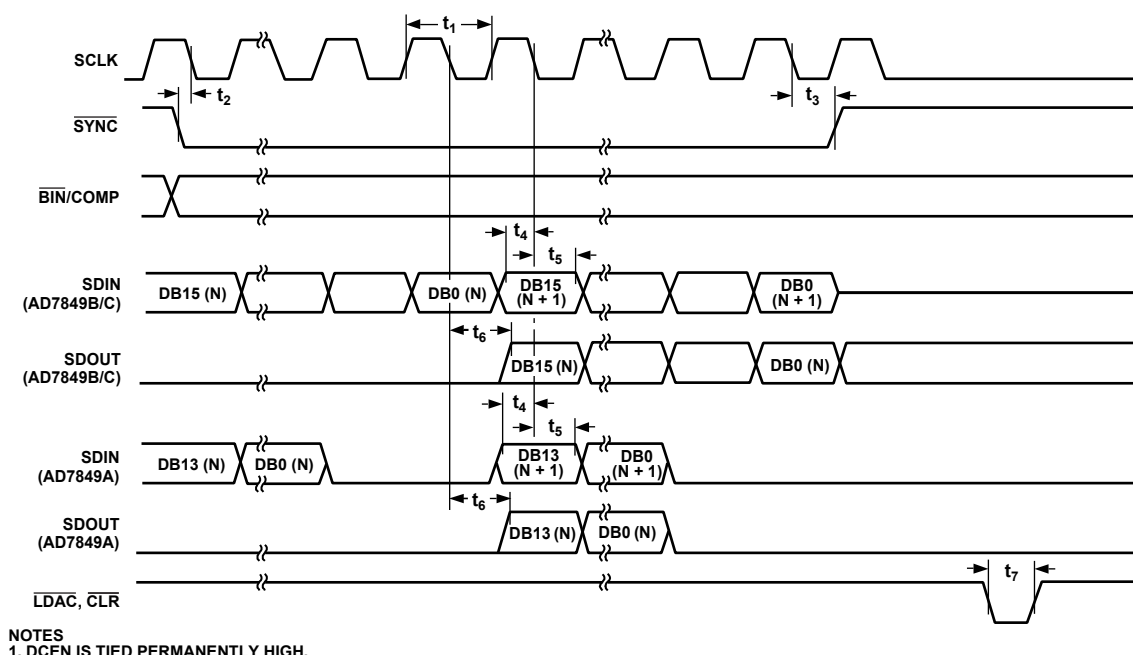 t1
SCLK
t2
t3
SYNC
BIN/COMP
t4
t5
SDIN
(AD7849B/C)
DB15 (N)
DB0 (N)
DB15
(N + 1)
DB0
(N + 1)
t6
SDOUT
(AD7849B/C)
DB15 (N)
DB0 (N)
t4
t5
SDIN
(AD7849A)
DB13 (N)
DB0 (N)
DB13
(N + 1)
DB0
(N + 1)
t6
SDOUT
(AD7849A)
DB13 (N)
DB0 (N)
t7
LDAC, CLR
NOTES
1. DCEN IS TIED PERMANENTLY HIGH.